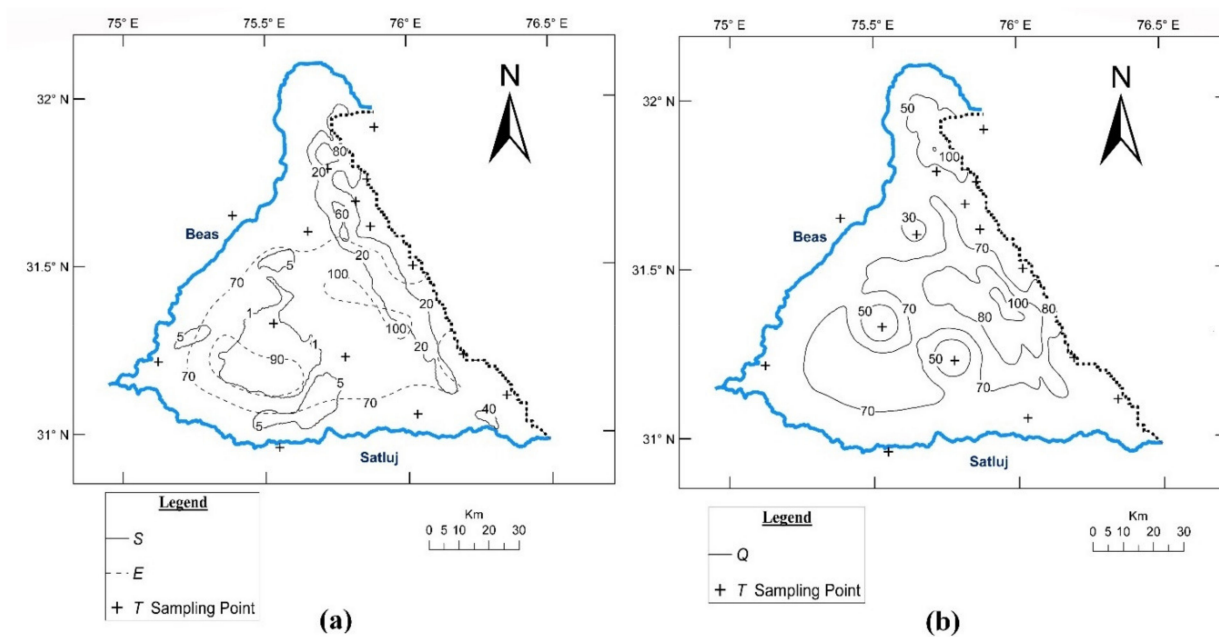 75° E 75.5° E 76° E 76.5° E
N
32° N
80
20
60
20
Beas
31.5° N
5
70
100
20
1
5
100
1
20
90
70
5
70
40
5
31° N
Satluj
Legend
S
E
T Sampling Point
Km
0 5 10 20 30
(a)
75° E 75.5° E 76° E 76.5° E
N
32° N
50
100
30
Beas
70
31.5° N
100
70
80
80
50
50
70
70
31° N
Satluj
Legend
Q
T Sampling Point
Km
0 5 10 20 30
(b)